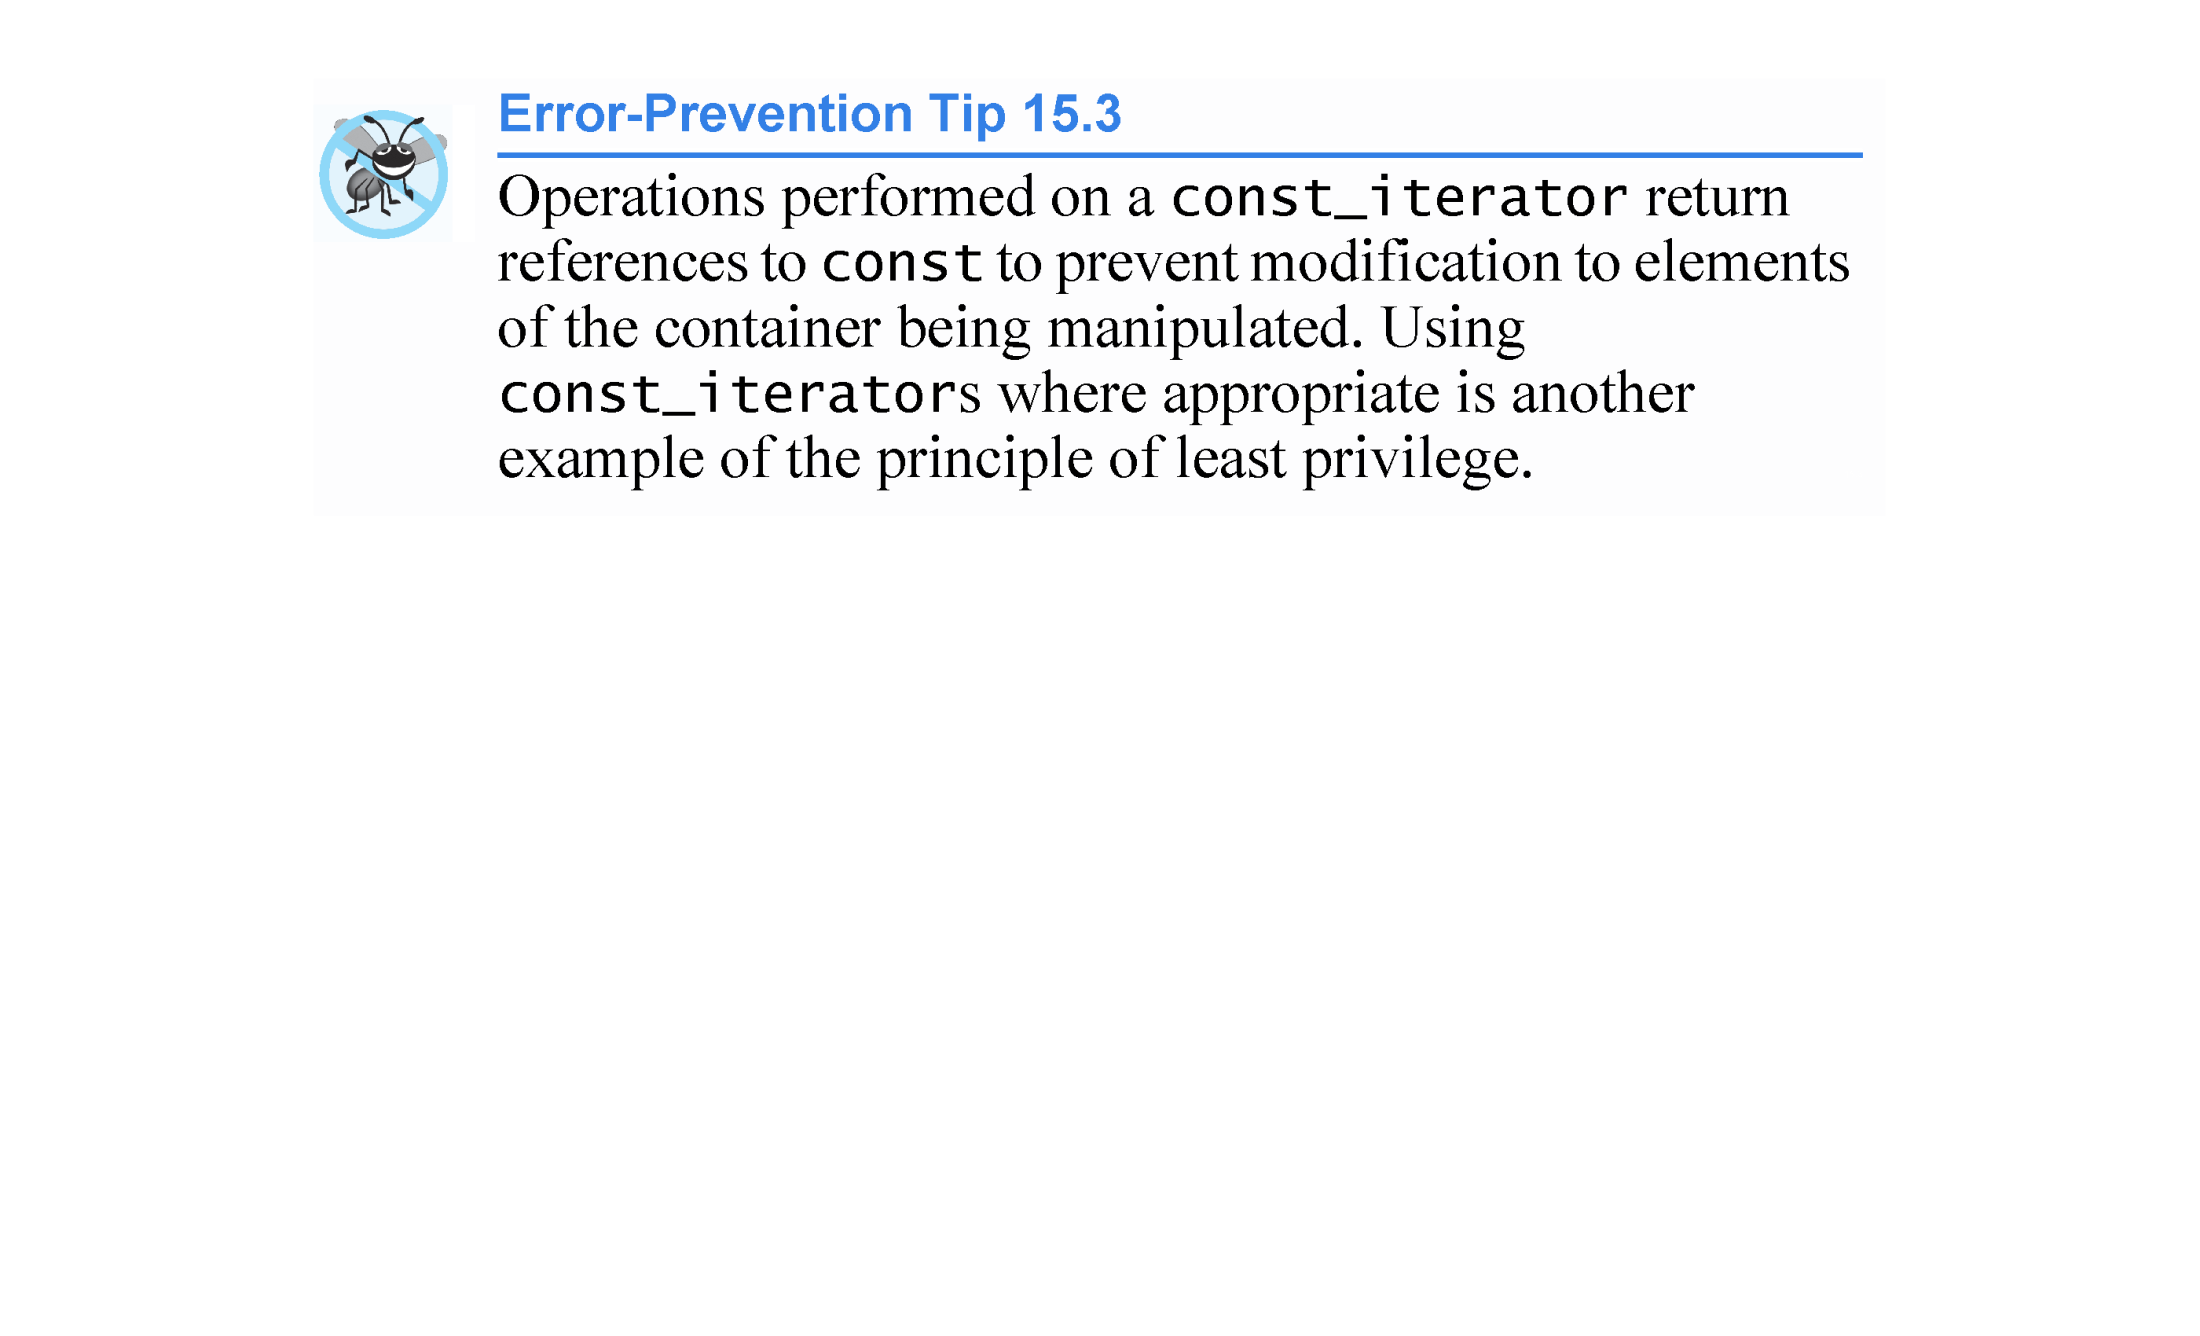 Error-Prevention Tip 15.3
Operations performed on a const_iterator return
references to const to prevent modification to elements
of the container being manipulated. Using
const_iterators where appropriate is another
example of the principle of least privilege.